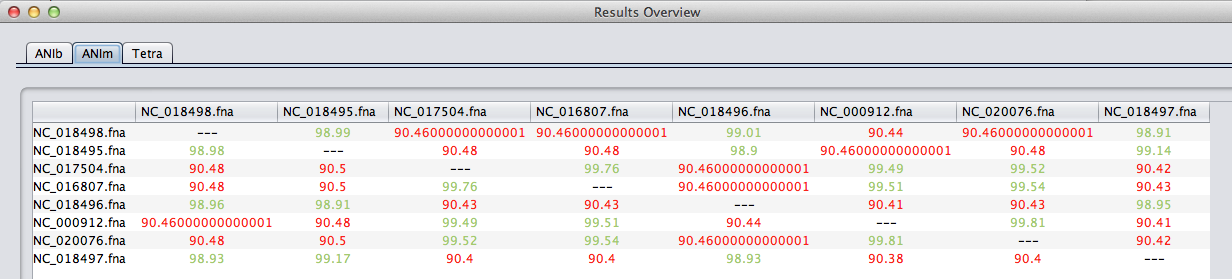 Results Overview
ANIb ANIm Tetra
NC_018498.fna NC_018495.fna NC_017504.fna NC_016807.fna NC_018496.fna NC_000912.fna NC_020076.fna NC_018497.fna
NC_018498.fna --- 98.99 90.46000000000001 90.46000000000001 99.01 90.44 90.46000000000001 98.91
NC_018495.fna 98.98 --- 90.48 90.48 98.9 90.46000000000001 90.48 99.14
NC_017504.fna 90.48 90.5 --- 99.76 90.46000000000001 99.49 99.52 90.42
NC_016807.fna 90.48 90.5 99.76 --- 90.46000000000001 99.51 99.54 90.43
NC_018496.fna 98.96 98.91 90.43 90.43 --- 90.41 90.43 98.95
NC_000912.fna 90.46000000000001 90.48 99.49 99.51 90.44 --- 99.81 90.41
NC_020076.fna 90.48 90.5 99.52 99.54 90.46000000000001 99.81 --- 90.42
NC_018497.fna 98.93 99.17 90.4 90.4 98.93 90.38 90.4 ---